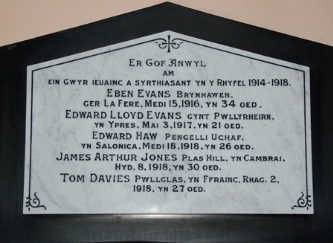 Er Gof Anwyl
am
ein Gwyr Ieuainc a syrthiasant yn y Rhyfel 1914-1918.
Eben Evans Brynhawen,
ger La Fere, Medi 15, 1916, yn 34 oed.
Edward Lloyd Evans gynt Pwllyrheirn,
yn Ypres, Mai 3, 1917, yn 21 oed.
Edward Haw Pengelli Uchaf,
yn Salonica, Medi 18, 1918, yn 26 oed.
James Arthur Jones Plas Hill, yn Cambrai,
Hyd. 8, 1918, yn 30 oed.
Tom Davies Pwllglas, yn Ffrainc, Rhag. 2,
1918, yn 27 oed.